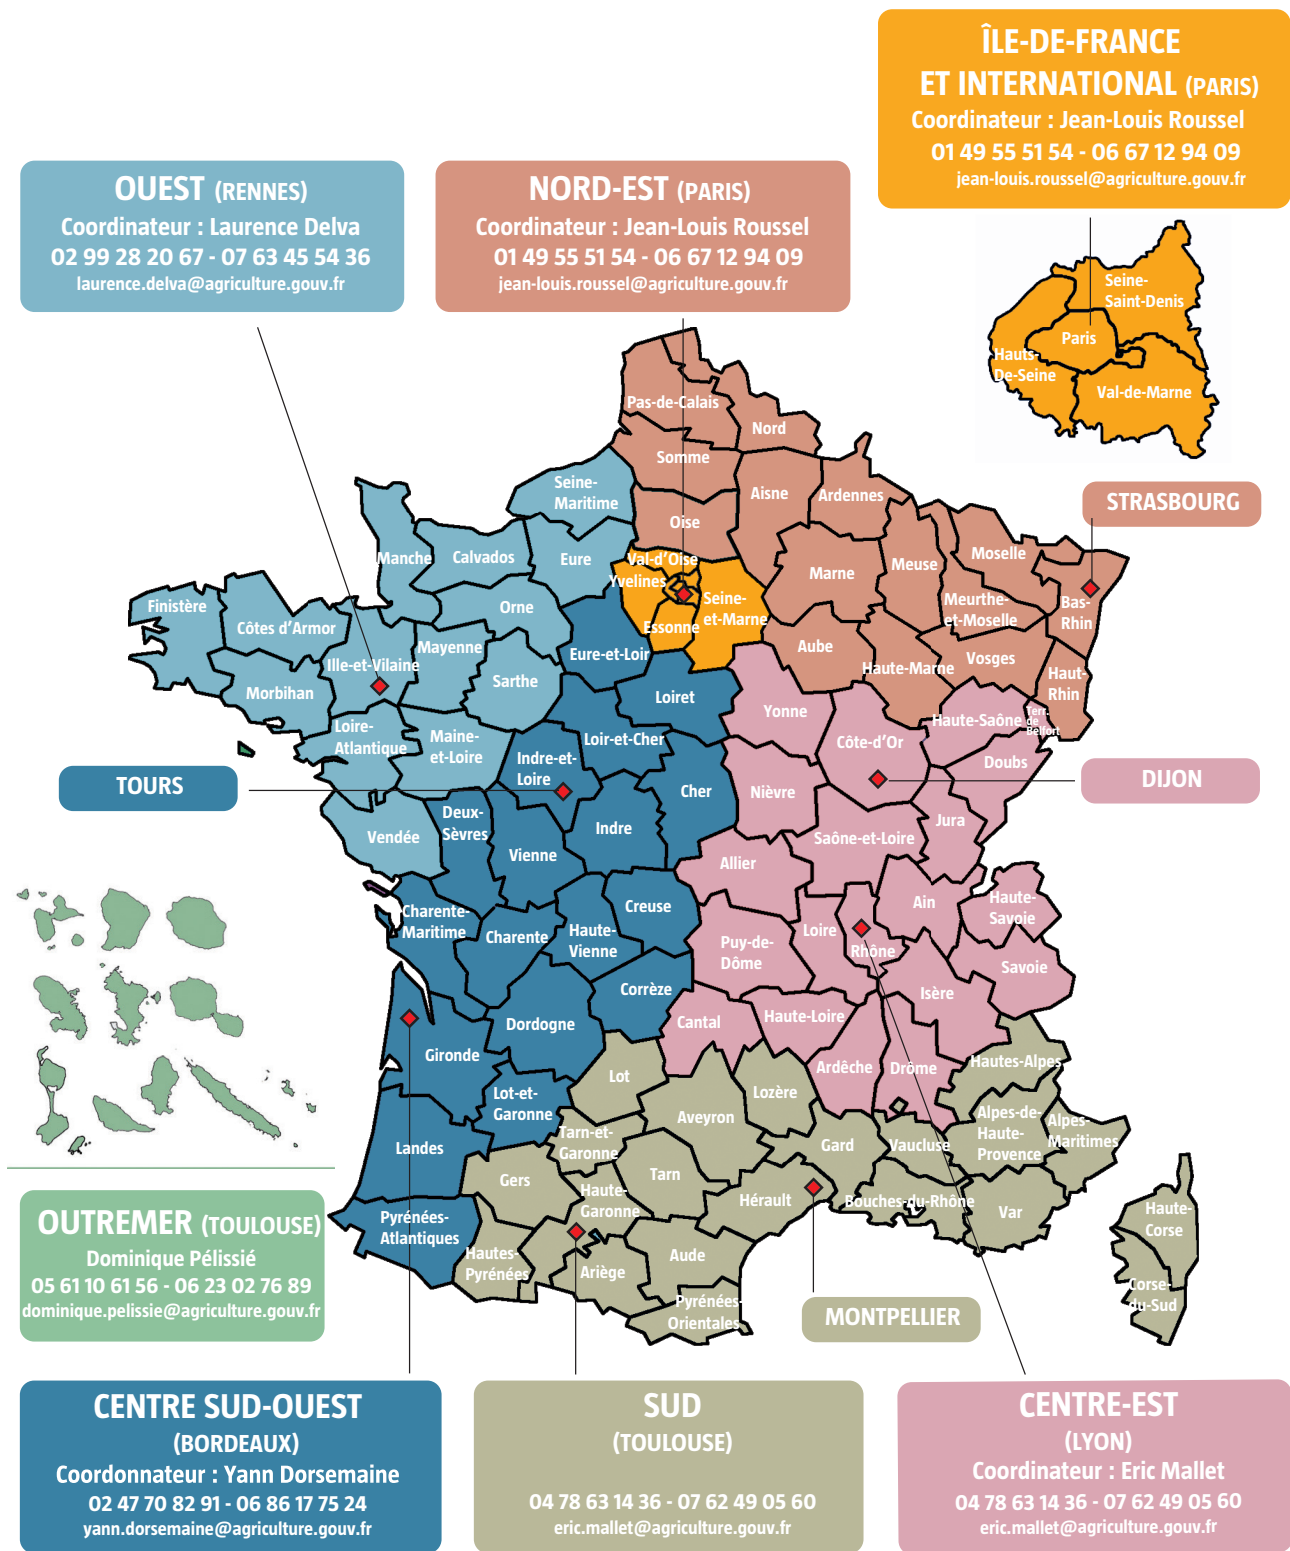 ÎLE-DE-FRANCE
ET INTERNATIONAL (PARIS)
Coordinateur : Jean-Louis Roussel
01 49 55 51 54 - 06 67 12 94 09
jean-louis.roussel@agriculture.gouv.fr
OUEST (RENNES)
Coordinateur : Laurence Delva
02 99 28 20 67 - 07 63 45 54 36
laurence.delva@agriculture.gouv.fr
NORD-EST (PARIS)
Coordinateur : Jean-Louis Roussel
01 49 55 51 54 - 06 67 12 94 09
jean-louis.roussel@agriculture.gouv.fr
Seine-
Saint-Denis
Paris
Hauts-
De-Seine
Val-de-Marne
Pas-de-Calais
Nord
Somme
Seine-
Maritime
Aisne
Ardennes
Oise
STRASBOURG
Manche
Calvados
Eure
Val-d'Oise
Yvelines
Seine-
et-Marne
Essonne
Marne
Meuse
Moselle
Meurthe-
et-Moselle
Bas-
Rhin
Finistère
Côtes d'Armor
Orne
Ille-et-Vilaine
Mayenne
Eure-et-Loir
Aube
Haute-Marne
Vosges
Haut-
Rhin
Morbihan
Sarthe
Loiret
Yonne
Haute-Saône
Terr.
de
Belfort
Loire-
Atlantique
Maine-
et-Loire
Loir-et-Cher
Côte-d'Or
Doubs
Indre-et-
Loire
TOURS
Cher
Nièvre
DIJON
Vendée
Deux-
Sèvres
Vienne
Indre
Saône-et-Loire
Jura
Allier
Charente-
Maritime
Charente
Haute-
Vienne
Creuse
Puy-de-
Dôme
Loire
Rhône
Ain
Haute-
Savoie
Savoie
Corrèze
Isère
Dordogne
Cantal
Haute-Loire
Gironde
Lot-et-
Garonne
Lot
Lozère
Ardèche
Drôme
Hautes-Alpes
Aveyron
Landes
Tarn-et-
Garonne
Gard
Vaucluse
Alpes-de-
Haute-
Provence
Alpes-
Maritimes
Gers
Tarn
Haute-
Garonne
Hérault
Bouches-du-Rhône
Var
Haute-
Corse
Pyrénées-
Atlantiques
Hautes-
Pyrénées
Ariège
Aude
Corse-
du-Sud
Pyrénées-
Orientales
MONTPELLIER
OUTREMER (TOULOUSE)
Dominique Pélissié
05 61 10 61 56 - 06 23 02 76 89
dominique.pelissie@agriculture.gouv.fr
CENTRE SUD-OUEST
(BORDEAUX)
Coordonnateur : Yann Dorsemaine
02 47 70 82 91 - 06 86 17 75 24
yann.dorsemaine@agriculture.gouv.fr
SUD
(TOULOUSE)
04 78 63 14 36 - 07 62 49 05 60
eric.mallet@agriculture.gouv.fr
CENTRE-EST
(LYON)
Coordinateur : Eric Mallet
04 78 63 14 36 - 07 62 49 05 60
eric.mallet@agriculture.gouv.fr